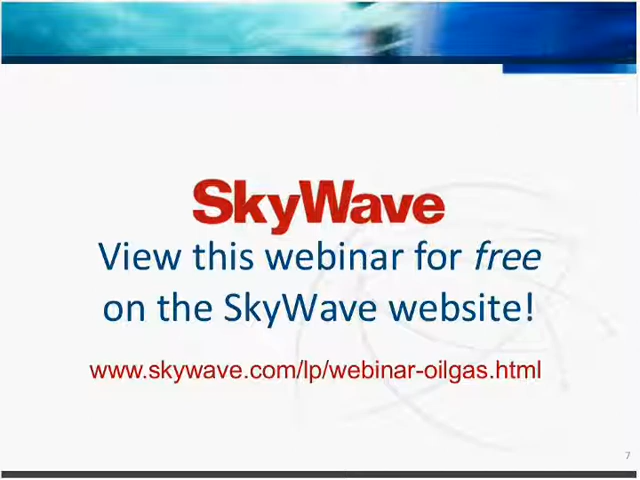 SkyWave
View this webinar for free
on the SkyWave website!
www.skywave.com/lp/webinar-oilgas.html
7